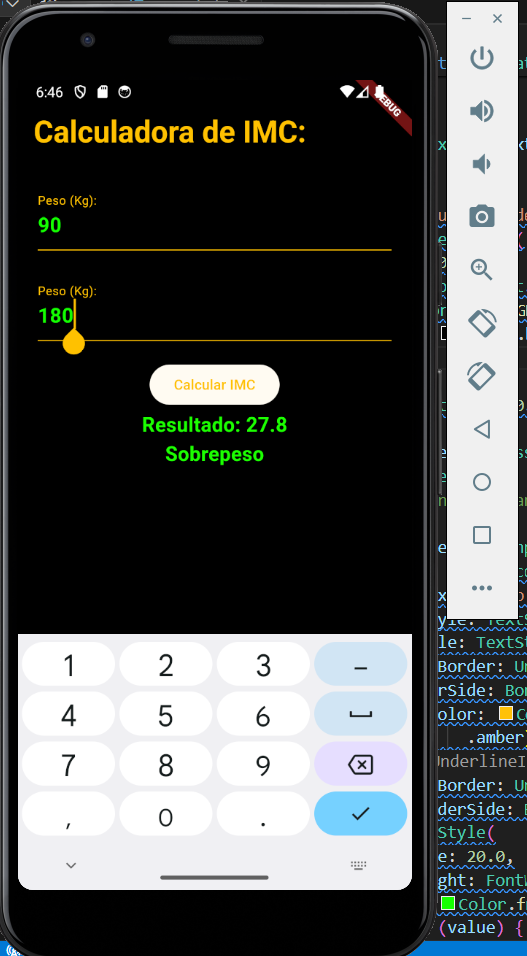 6:46
DEBUG
Calculadora de IMC:
Peso (Kg):
90
Peso (Kg):
180
Calcular IMC
Resultado: 27.8
Sobrepeso
1 2 3 –
4 5 6
7 8 9
, 0 .
yle: TextSt
le: TextSt
Border: Un
rSide: Bor
olor: Co
.amber
UnderlineI
Border: Un
derSide: B
Style(
e: 20.0,
ght: FontW
Color.fr
(value) {